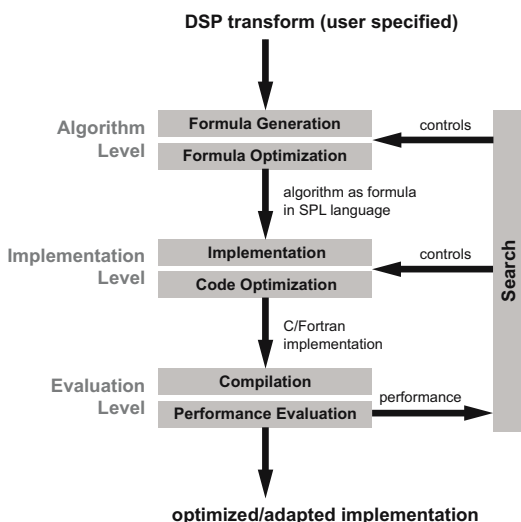 DSP transform (user specified)
Algorithm
Level
Formula Generation
Formula Optimization
controls
algorithm as formula
in SPL language
Implementation
Level
Implementation
Code Optimization
controls
Search
C/Fortran
implementation
Evaluation
Level
Compilation
Performance Evaluation
performance
optimized/adapted implementation